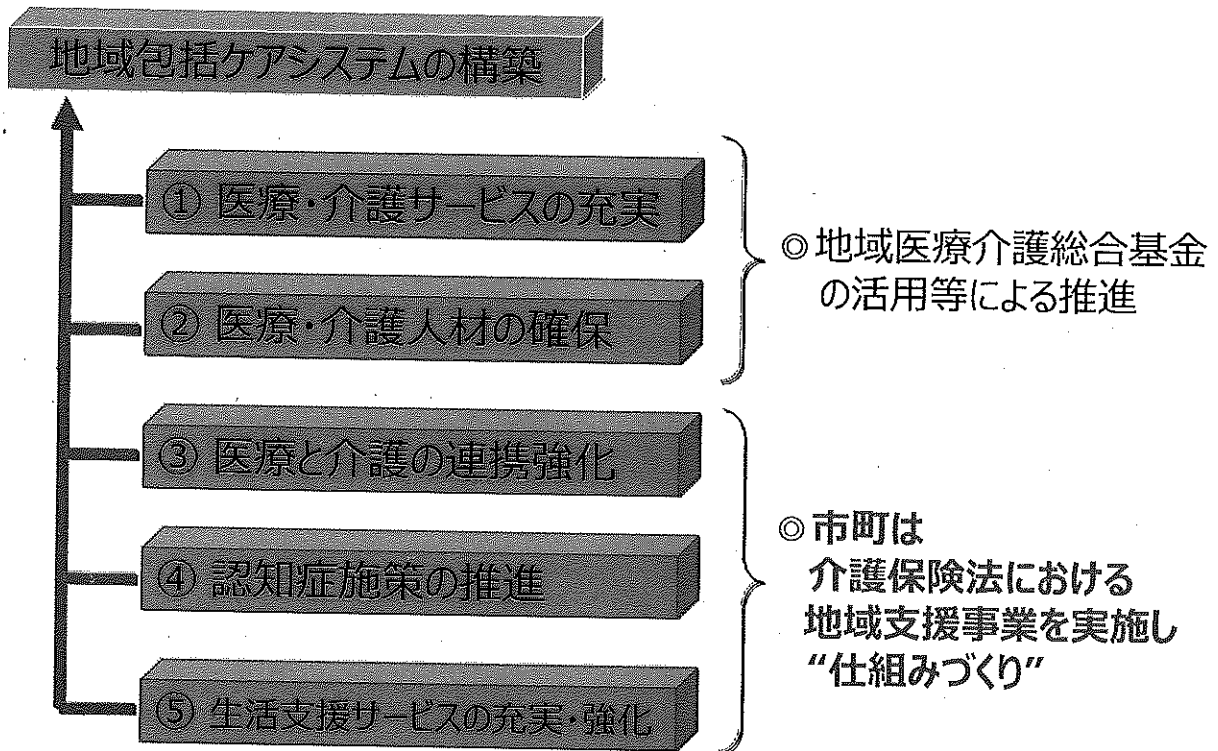 地域包括ケアシステムの構築
① 医療・介護サービスの充実
② 医療・介護人材の確保
◎ 地域医療介護総合基金
の活用等による推進
③ 医療と介護の連携強化
④ 認知症施策の推進
⑤ 生活支援サービスの充実・強化
◎ 市町は
介護保険法における
地域支援事業を実施し
“仕組みづくり”